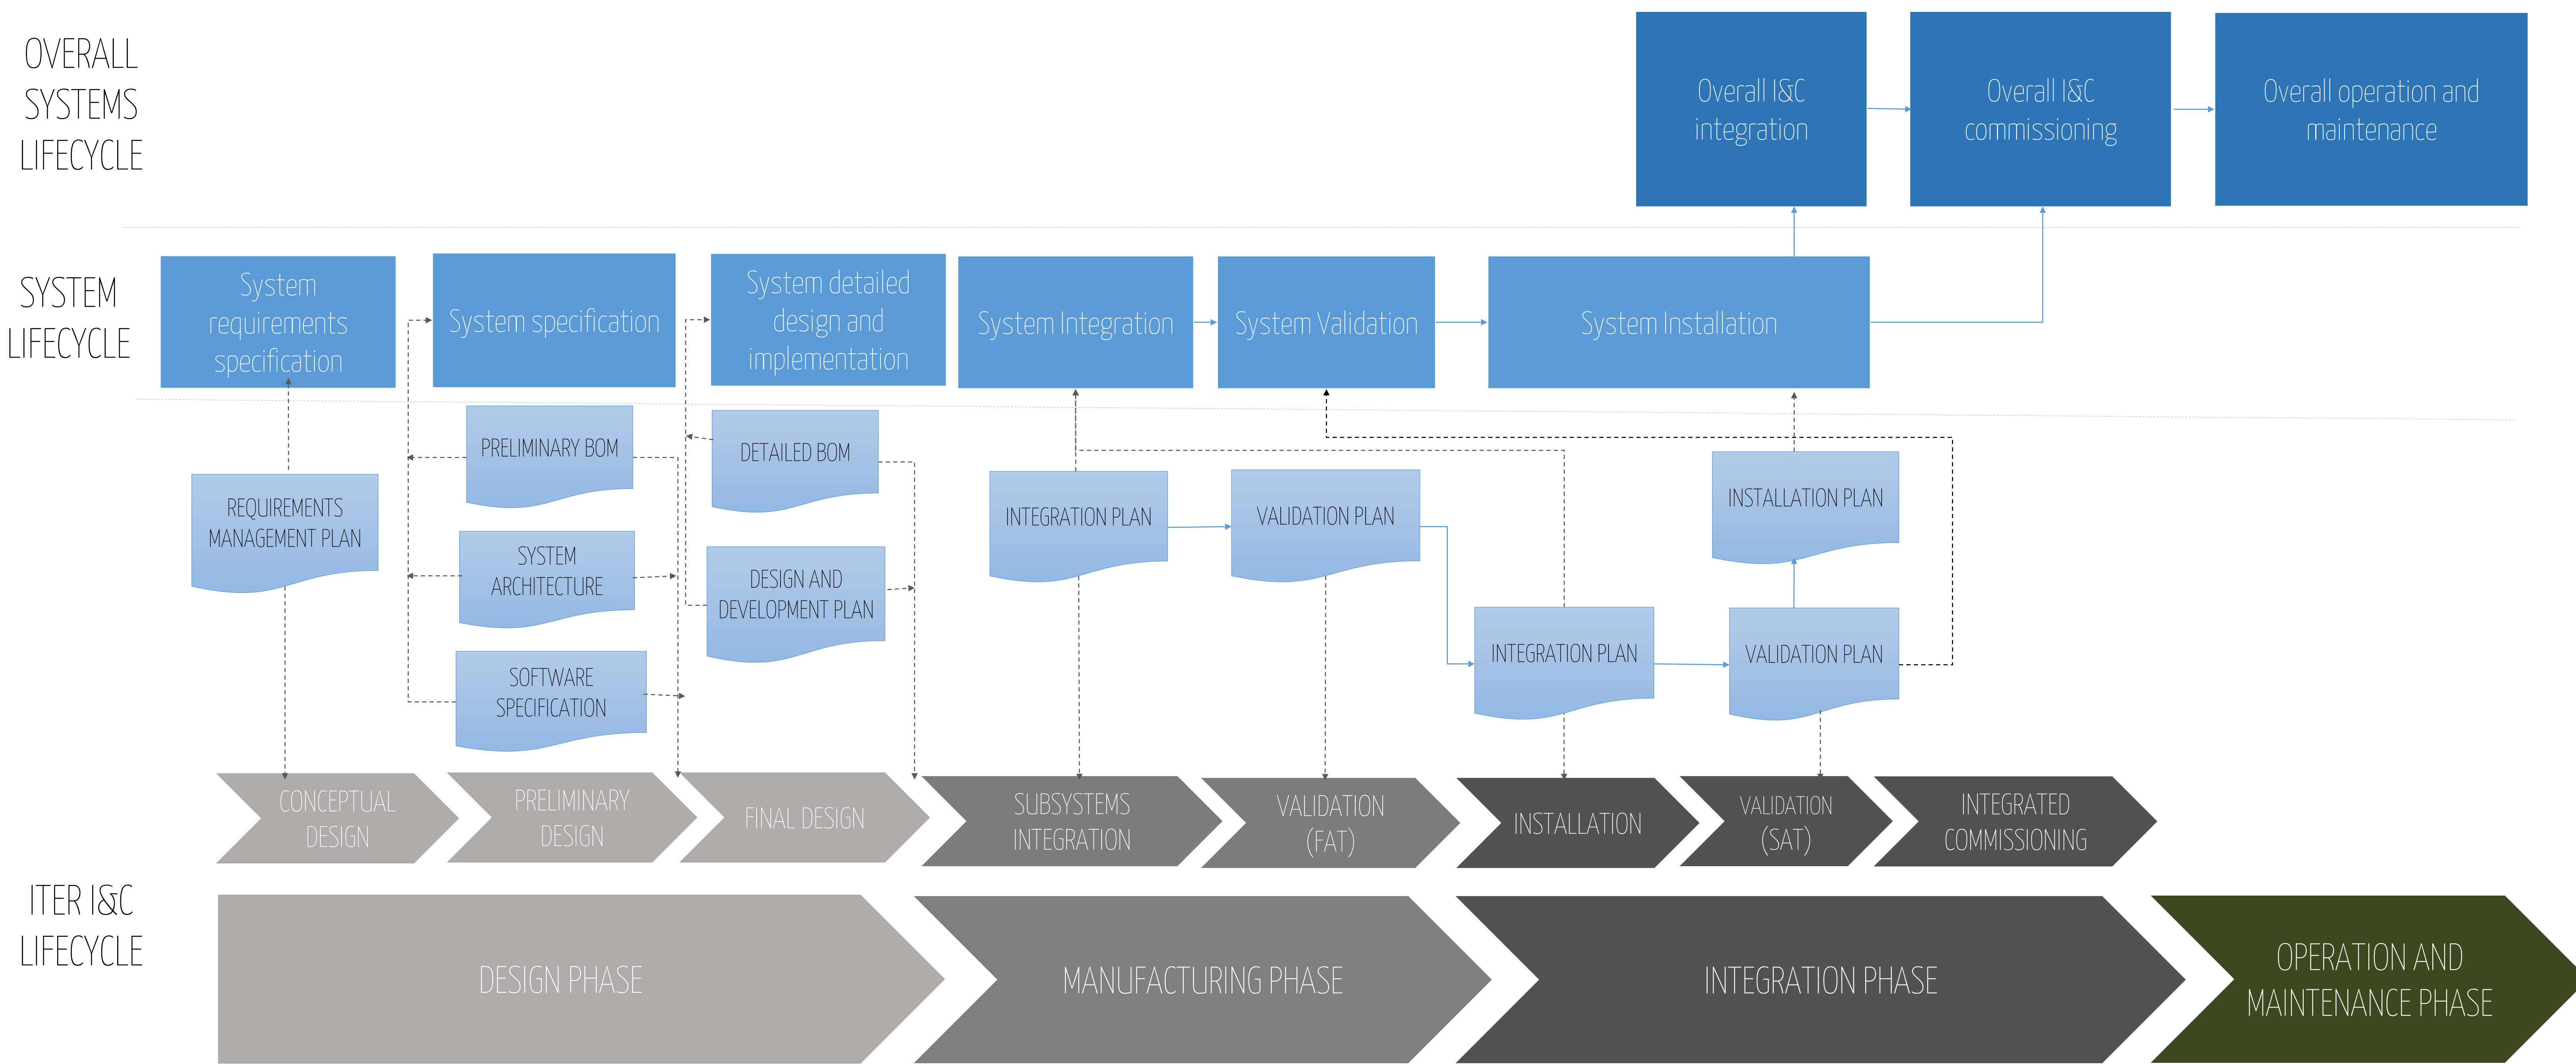 OVERALL
SYSTEMS
LIFECYCLE
Overall I&C
integration
Overall I&C
commissioning
Overall operation and
maintenance
SYSTEM
LIFECYCLE
System
requirements
specification
System specification
System detailed
design and
implementation
System Integration
System Validation
System Installation
REQUIREMENTS
MANAGEMENT PLAN
PRELIMINARY BOM
SYSTEM
ARCHITECTURE
SOFTWARE
SPECIFICATION
DETAILED BOM
DESIGN AND
DEVELOPMENT PLAN
INTEGRATION PLAN
VALIDATION PLAN
INTEGRATION PLAN
INSTALLATION PLAN
VALIDATION PLAN
ITER I&C
LIFECYCLE
CONCEPTUAL
DESIGN
PRELIMINARY
DESIGN
FINAL DESIGN
SUBSYSTEMS
INTEGRATION
VALIDATION
(FAT)
INSTALLATION
VALIDATION
(SAT)
INTEGRATED
COMMISSIONING
DESIGN PHASE
MANUFACTURING PHASE
INTEGRATION PHASE
OPERATION AND
MAINTENANCE PHASE